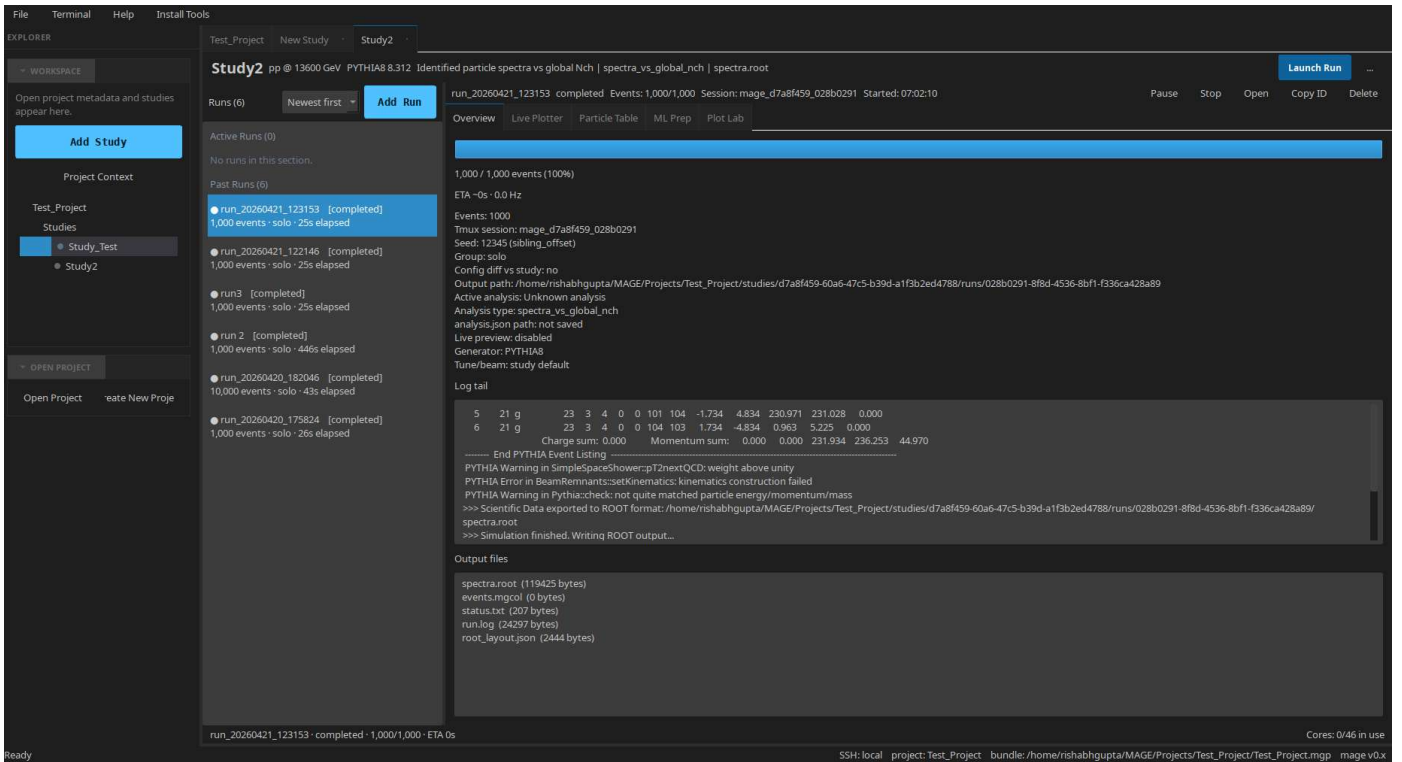 File Terminal Help Install Tools
EXPLORER
WORKSPACE
Open project metadata and studies
appear here.
Add Study
Project Context
Test_Project
Studies
Study_Test
Study2
OPEN PROJECT
Open Project eate New Proje
Test_Project New Study Study2
Study2 pp @ 13600 GeV PYTHIA8 8.312 Identified particle spectra vs global Nch | spectra_vs_global_nch | spectra.root
Launch Run ...
Runs (6) Newest first Add Run
Active Runs (0)
No runs in this section.
Past Runs (6)
run_20260421_123153 [completed]
1,000 events · solo · 25s elapsed
run_20260421_122146 [completed]
1,000 events · solo · 25s elapsed
run3 [completed]
1,000 events · solo · 25s elapsed
run 2 [completed]
1,000 events · solo · 446s elapsed
run_20260420_182046 [completed]
10,000 events · solo · 43s elapsed
run_20260420_175824 [completed]
1,000 events · solo · 26s elapsed
run_20260421_123153 completed Events: 1,000/1,000 Session: mage_d7a8f459_028b0291 Started: 07:02:10
Pause Stop Open Copy ID Delete
Overview Live Plotter Particle Table ML Prep Plot Lab
1,000 / 1,000 events (100%)
ETA ~0s · 0.0 Hz
Events: 1000
Tmux session: mage_d7a8f459_028b0291
Seed: 12345 (sibling_offset)
Group: solo
Config diff vs study: no
Output path: /home/rishabhgupta/MAGE/Projects/Test_Project/studies/d7a8f459-60a6-47c5-b39d-a1f3b2ed4788/runs/028b0291-8f8d-4536-8bf1-f336ca428a89
Active analysis: Unknown analysis
Analysis type: spectra_vs_global_nch
analysis.json path: not saved
Live preview: disabled
Generator: PYTHIA8
Tune/beam: study default
Log tail
5 21 g 23 3 4 0 0 101 104 -1.734 4.834 230.971 231.028 0.000
6 21 g 23 3 4 0 0 104 103 1.734 -4.834 0.963 5.225 0.000
Charge sum: 0.000 Momentum sum: 0.000 0.000 231.934 236.253 44.970
-------- End PYTHIA Event Listing --------
PYTHIA Warning in SimpleSpaceShower::pT2nextQCD: weight above unity
PYTHIA Error in BeamRemnants::setKinematics: kinematics construction failed
PYTHIA Warning in Pythia::check: not quite matched particle energy/momentum/mass
>>> Scientific Data exported to ROOT format: /home/rishabhgupta/MAGE/Projects/Test_Project/studies/d7a8f459-60a6-47c5-b39d-a1f3b2ed4788/runs/028b0291-8f8d-4536-8bf1-f336ca428a89/
spectra.root
>>> Simulation finished. Writing ROOT output...
Output files
spectra.root (119425 bytes)
events.mgcol (0 bytes)
status.txt (207 bytes)
run.log (24297 bytes)
root_layout.json (2444 bytes)
run_20260421_123153 · completed · 1,000/1,000 · ETA 0s
Cores: 0/46 in use
Ready
SSH: local project: Test_Project bundle: /home/rishabhgupta/MAGE/Projects/Test_Project/Test_Project.mgp mage v0.x